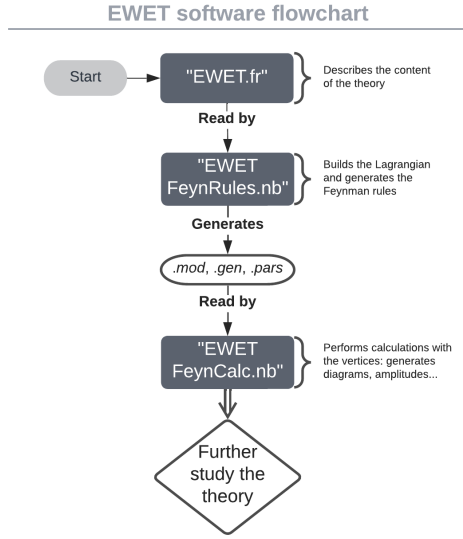 EWET software flowchart
Start
"EWET.fr"
Describes the content
of the theory
Read by
"EWET
FeynRules.nb"
Builds the Lagrangian
and generates the
Feynman rules
Generates
.mod, .gen, .pars
Read by
"EWET
FeynCalc.nb"
Performs calculations with
the vertices: generates
diagrams, amplitudes...
Further
study the
theory